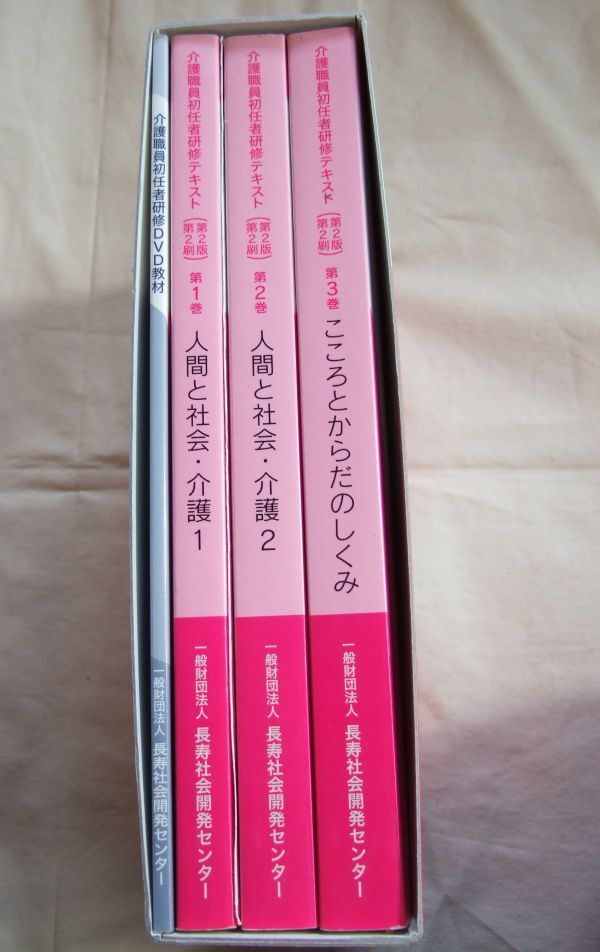 介護職員初任者研修DVD教材
一般財団法人 長寿社会開発センター
介護職員初任者研修テキスト
(第2版
第2刷)
第1巻
人間と社会・介護1
一般財団法人 長寿社会開発センター
介護職員初任者研修テキスト
(第2版
第2刷)
第2巻
人間と社会・介護2
一般財団法人 長寿社会開発センター
介護職員初任者研修テキスト
(第2版
第2刷)
第3巻
こころとからだのしくみ
一般財団法人 長寿社会開発センター